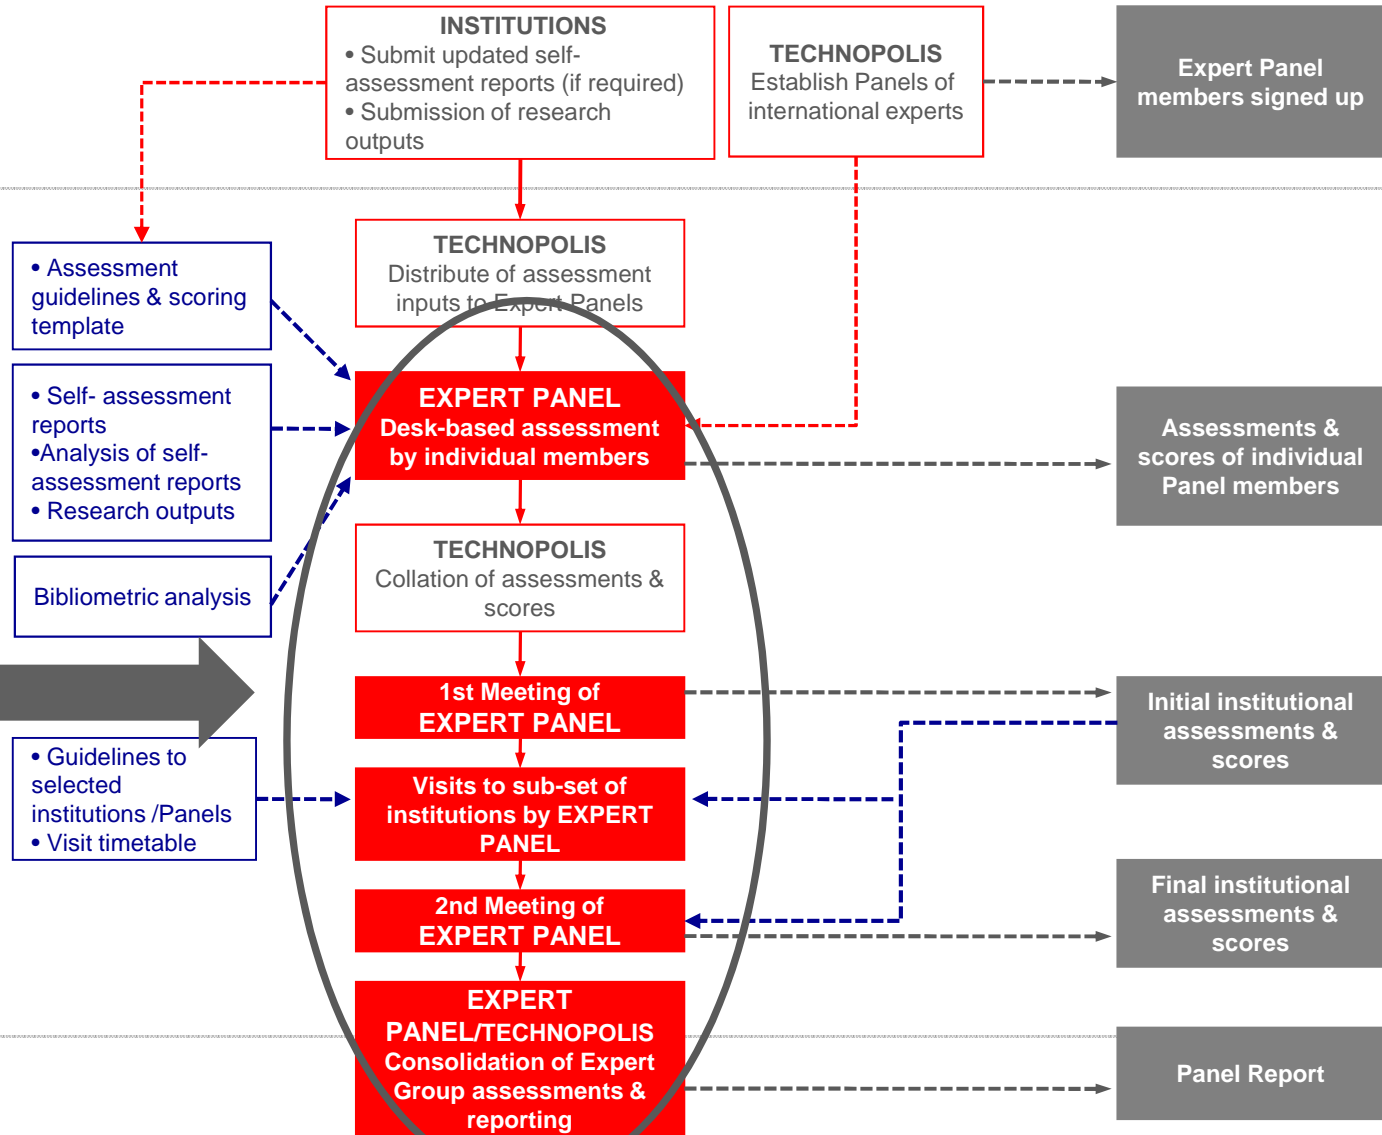 INSTITUTIONS
• Submit updated self-
assessment reports (if required)
• Submission of research
outputs
TECHNOPOLIS
Establish Panels of
international experts
Expert Panel
members signed up
TECHNOPOLIS
Distribute of assessment
inputs to Expert Panels
• Assessment
guidelines & scoring
template
• Self- assessment
reports
•Analysis of self-
assessment reports
• Research outputs
Bibliometric analysis
EXPERT PANEL
Desk-based assessment
by individual members
Assessments &
scores of individual
Panel members
TECHNOPOLIS
Collation of assessments &
scores
1st Meeting of
EXPERT PANEL
Initial institutional
assessments &
scores
• Guidelines to
selected
institutions /Panels
• Visit timetable
Visits to sub-set of
institutions by EXPERT
PANEL
2nd Meeting of
EXPERT PANEL
Final institutional
assessments &
scores
EXPERT
PANEL/TECHNOPOLIS
Consolidation of Expert
Group assessments &
reporting
Panel Report